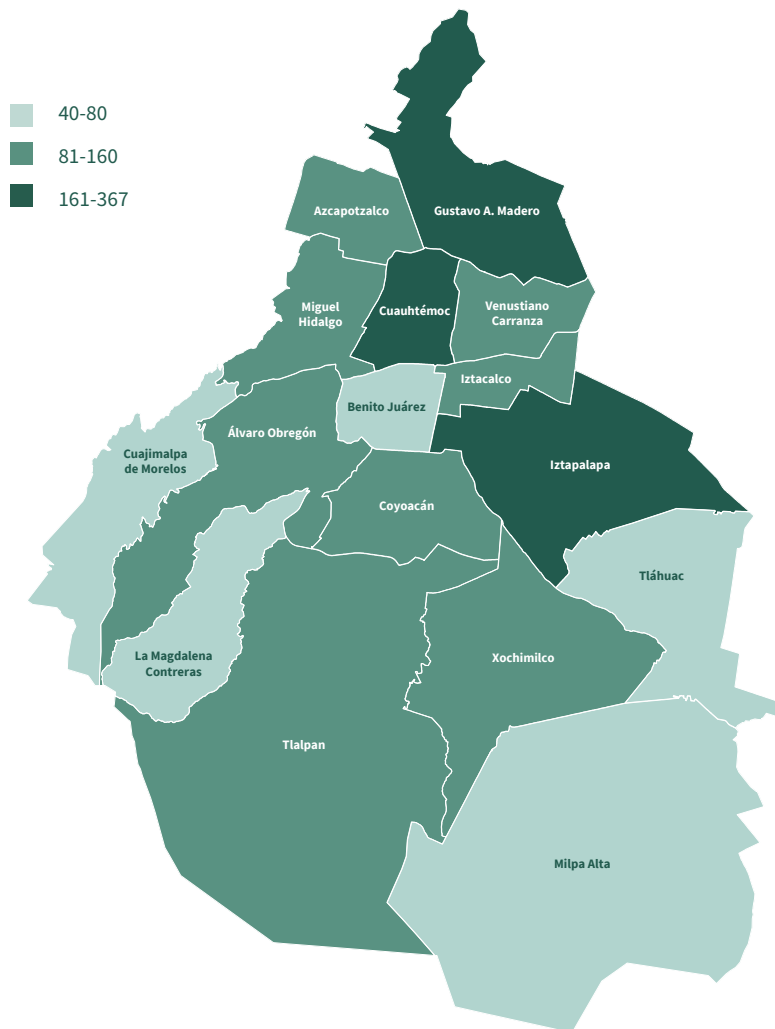 40-80
81-160
161-367
Azcapotzalco
Gustavo A. Madero
Miguel
Hidalgo
Cuauhtémoc
Venustiano
Carranza
Iztacalco
Benito Juárez
Álvaro Obregón
Cuajimalpa
de Morelos
Iztapalapa
Coyoacán
Tláhuac
La Magdalena
Contreras
Xochimilco
Tlalpan
Milpa Alta